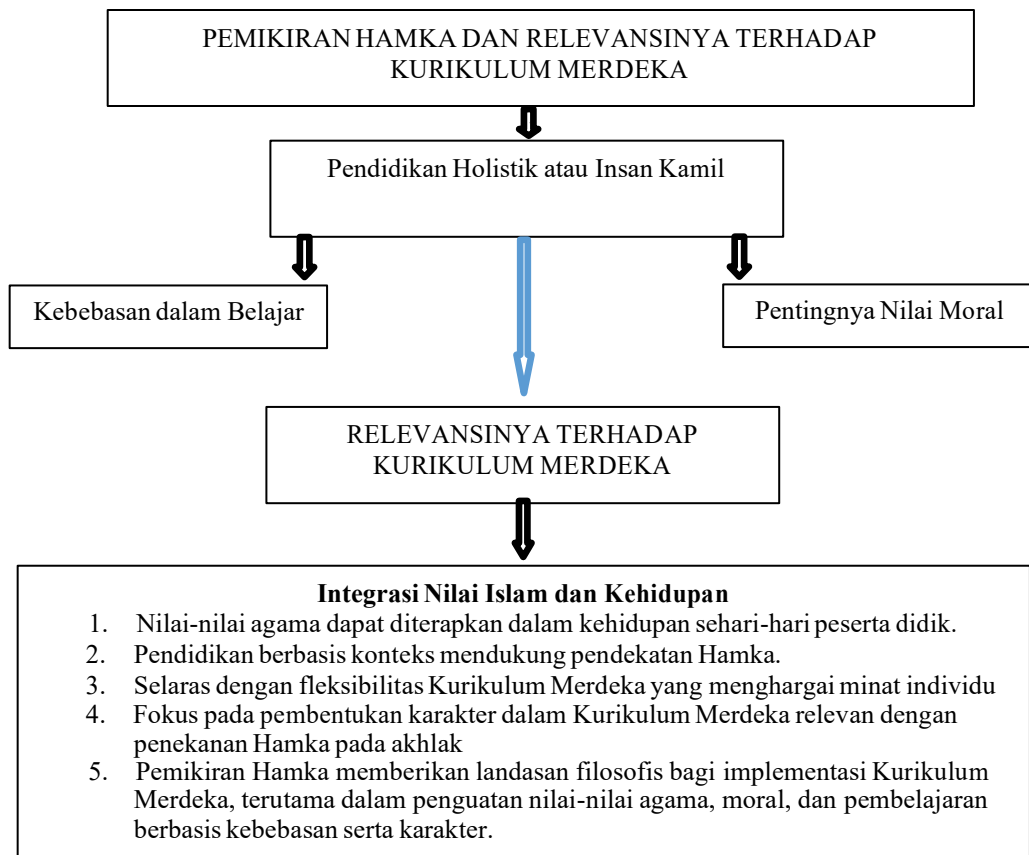 PEMIKIRAN HAMKA DAN RELEVANSINYA TERHADAP
KURIKULUM MERDEKA
Pendidikan Holistik atau Insan Kamil
Kebebasan dalam Belajar
Pentingnya Nilai Moral
RELEVANSINYA TERHADAP
KURIKULUM MERDEKA
Integrasi Nilai Islam dan Kehidupan
1. Nilai-nilai agama dapat diterapkan dalam kehidupan sehari-hari peserta didik.
2. Pendidikan berbasis konteks mendukung pendekatan Hamka.
3. Selaras dengan fleksibilitas Kurikulum Merdeka yang menghargai minat individu
4. Fokus pada pembentukan karakter dalam Kurikulum Merdeka relevan dengan
penekanan Hamka pada akhlak
5. Pemikiran Hamka memberikan landasan filosofis bagi implementasi Kurikulum
Merdeka, terutama dalam penguatan nilai-nilai agama, moral, dan pembelajaran
berbasis kebebasan serta karakter.